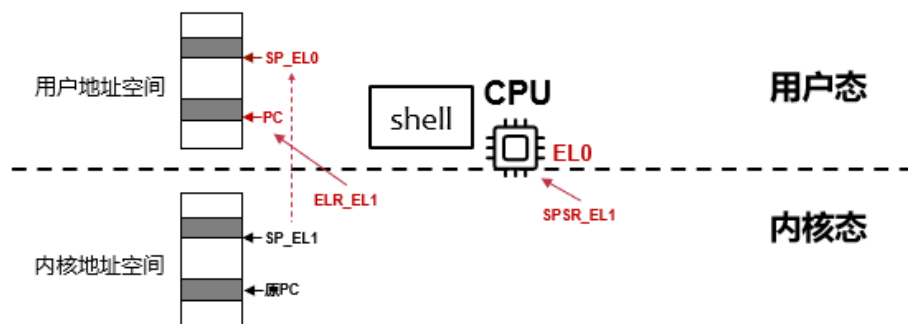 SP_EL0
用户地址空间
PC
shell
CPU
EL0
用户态
ELR_EL1
SPSR_EL1
内核态
SP_EL1
内核地址空间
原PC